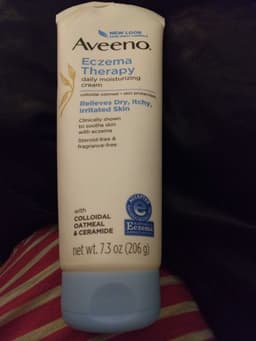 NEW LOOK
Aveeno.
Eczema
Therapy
daily moisturizing
cream
colloidal oatmeal • skin protectant
Relieves Dry, Itchy,
Irritated Skin
Clinically shown
to soothe skin
with eczema
Steroid-free &
fragrance-free
with
COLLOIDAL
OATMEAL
& CERAMIDE
Eczema
net wt. 7.3 oz (206 g)